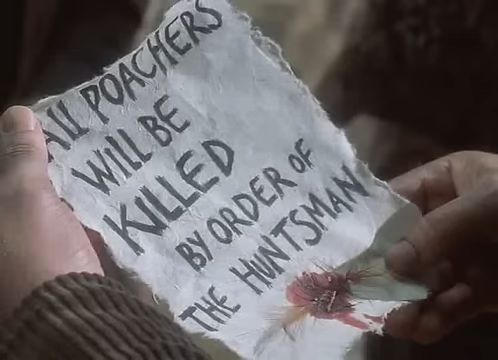 All POACHERS
WILL BE
KILLED
BY ORDER OF
THE HUNTSMAN